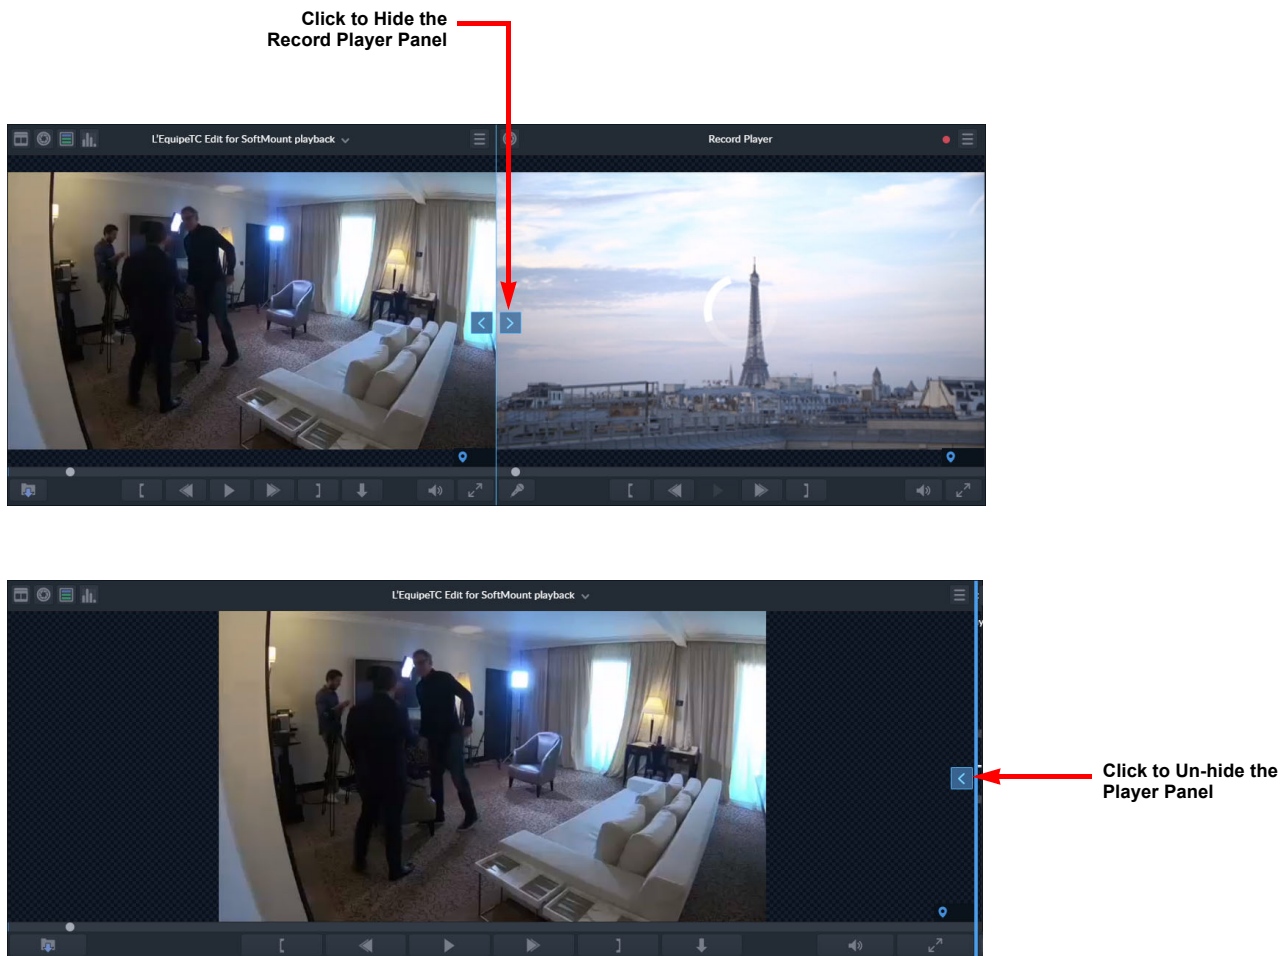 Click to Hide the
Record Player Panel
L'EquipeTC Edit for SoftMount playback
Record Player
L'EquipeTC Edit for SoftMount playback
y
Click to Un-hide the
Player Panel